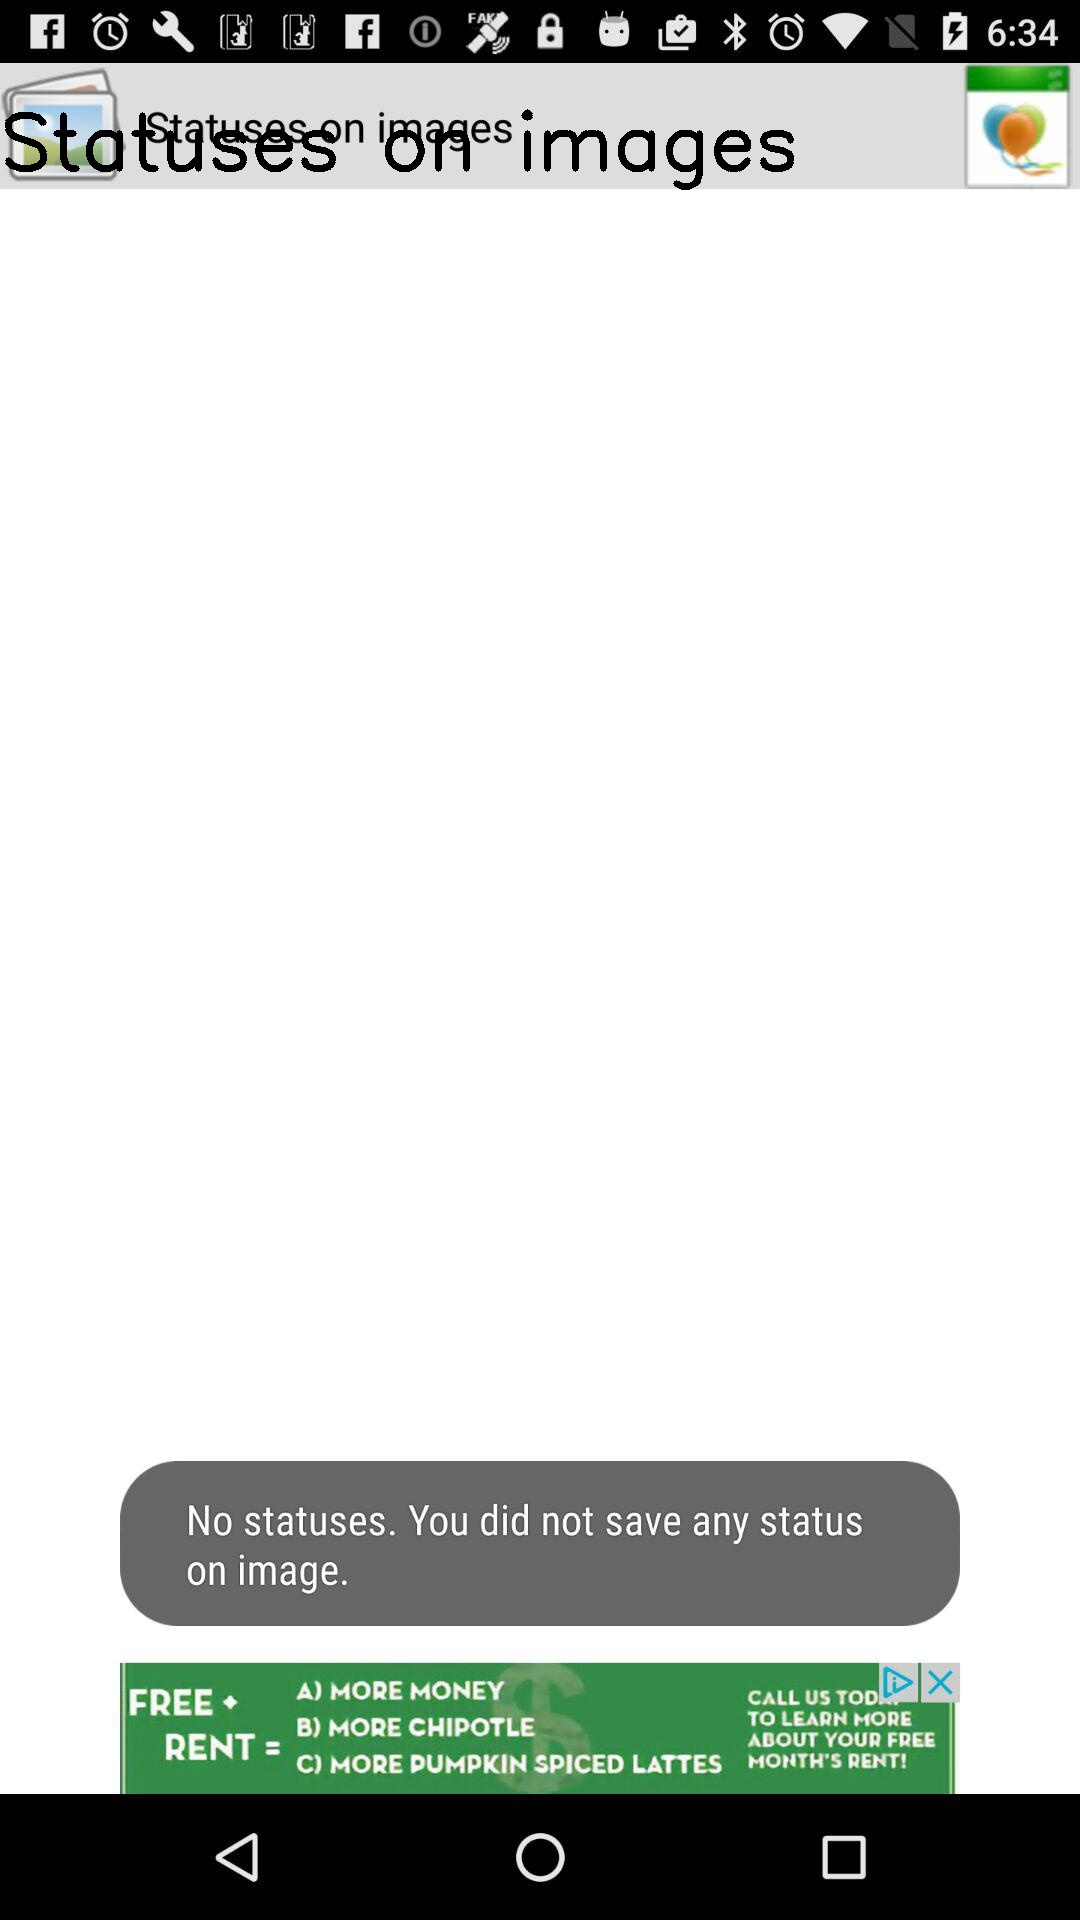 FAKE
6:34
Statuses on images
Statuses on images
No statuses. You did not save any status
on image.
FREE +
RENT =
A) MORE MONEY
B) MORE CHIPOTLE
C) MORE PUMPKIN SPICED LATTES
CALL US
TO LEARN MORE
ABOUT YOUR FREE
MONTH'S RENT!